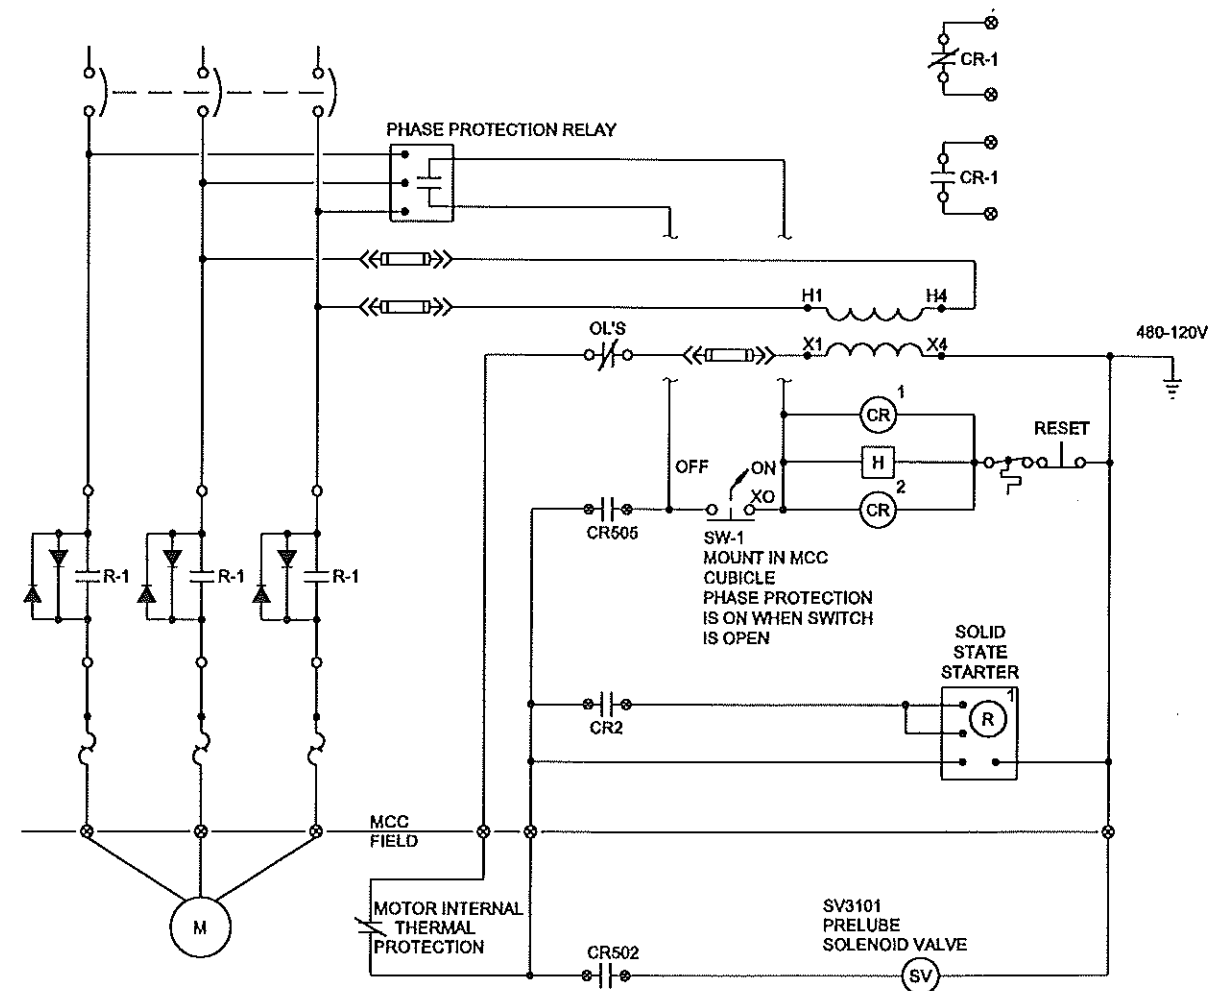 CR-1
PHASE PROTECTION RELAY
CR-1
H1
H4
OL'S
480-120V
X1
X4
1
CR
RESET
OFF
ON
H
XO
2
CR
CR505
SW-1
MOUNT IN MCC
CUBICLE
PHASE PROTECTION
IS ON WHEN SWITCH
IS OPEN
R-1
R-1
R-1
SOLID
STATE
STARTER
1
R
CR2
MCC
FIELD
M
MOTOR INTERNAL
THERMAL
PROTECTION
SV3101
PRELUBE
SOLENOID VALVE
CR502
SV